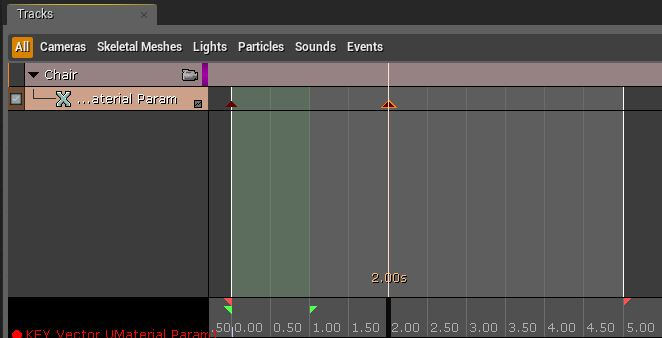 Tracks ×
All Cameras Skeletal Meshes Lights Particles Sounds Events
Chair
...aterial Param
2.00s
.50 0.00 0.50 1.00 1.50 2.00 2.50 3.00 3.50 4.00 4.50 5.00
KEY Vector UMaterial Param